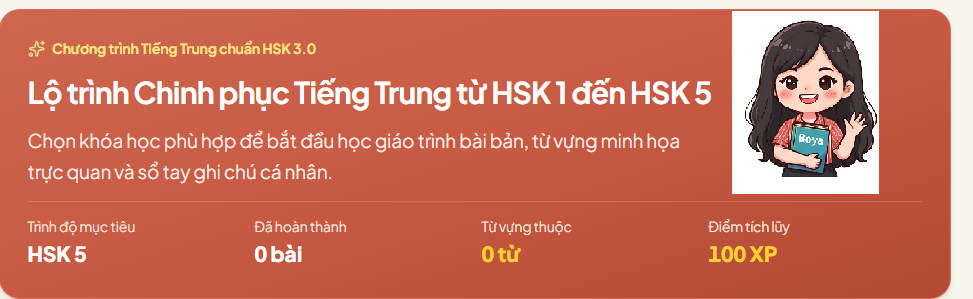 Chương trình Tiếng Trung chuẩn HSK 3.0
Lộ trình Chinh phục Tiếng Trung từ HSK 1 đến HSK 5
Chọn khóa học phù hợp để bắt đầu học giáo trình bài bản, từ vựng minh họa
trực quan và sổ tay ghi chú cá nhân.
Boya
Trình độ mục tiêu
HSK 5
Đã hoàn thành
0 bài
Từ vựng thuộc
0 từ
Điểm tích lũy
100 XP